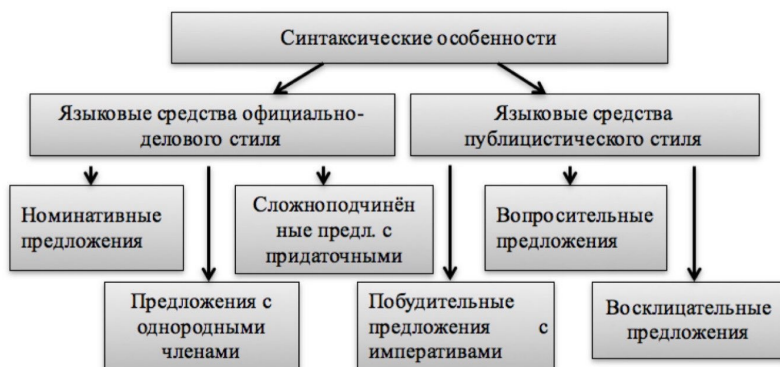 Синтаксические особенности
Языковые средства официально-
делового стиля
Языковые средства
публицистического стиля
Номинативные
предложения
Сложноподчинён
ные предл. с
придаточными
Вопросительные
предложения
Предложения с
однородными
членами
Побудительные
предложения с
императивами
Восклицательные
предложения